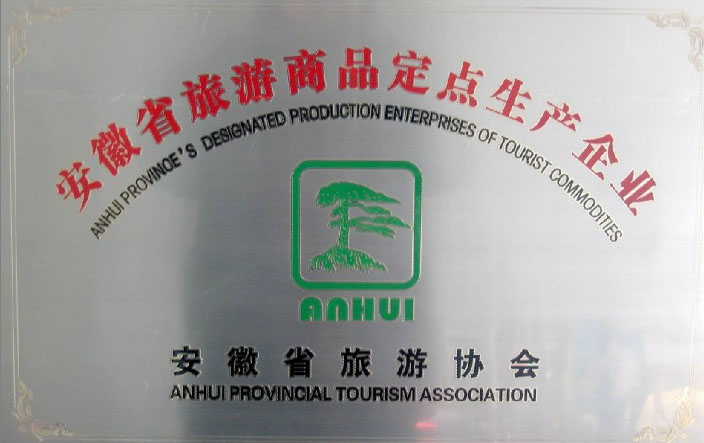 安徽省旅游商品定点生产企业
ANHUI PROVINCE'S DESIGNATED PRODUCTION ENTERPRISES OF TOURIST COMMODITIES
ANHUI
安徽省旅游协会
ANHUI PROVINCIAL TOURISM ASSOCIATION